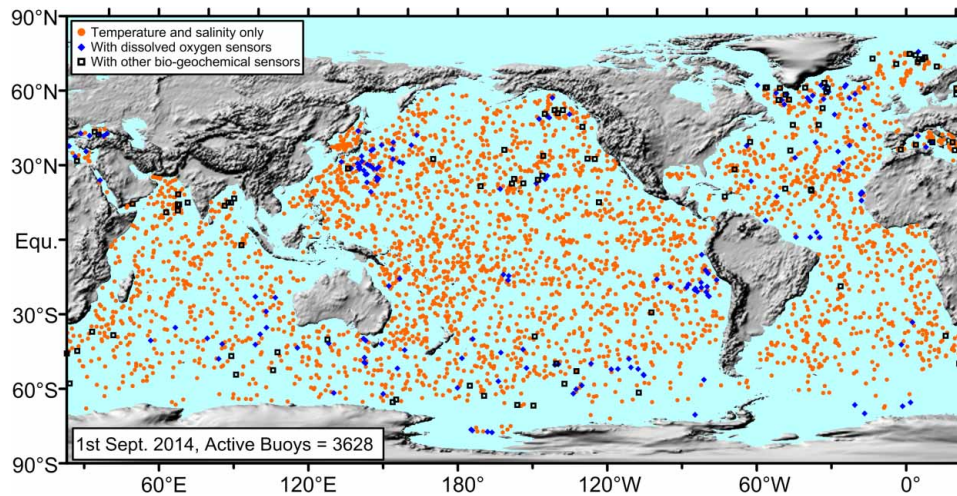 90°N
Temperature and salinity only
With dissolved oxygen sensors
With other bio-geochemical sensors
60°N
30°N
Equ.
30°S
60°S
1st Sept. 2014, Active Buoys = 3628
90°S
60°E 120°E 180° 120°W 60°W 0°